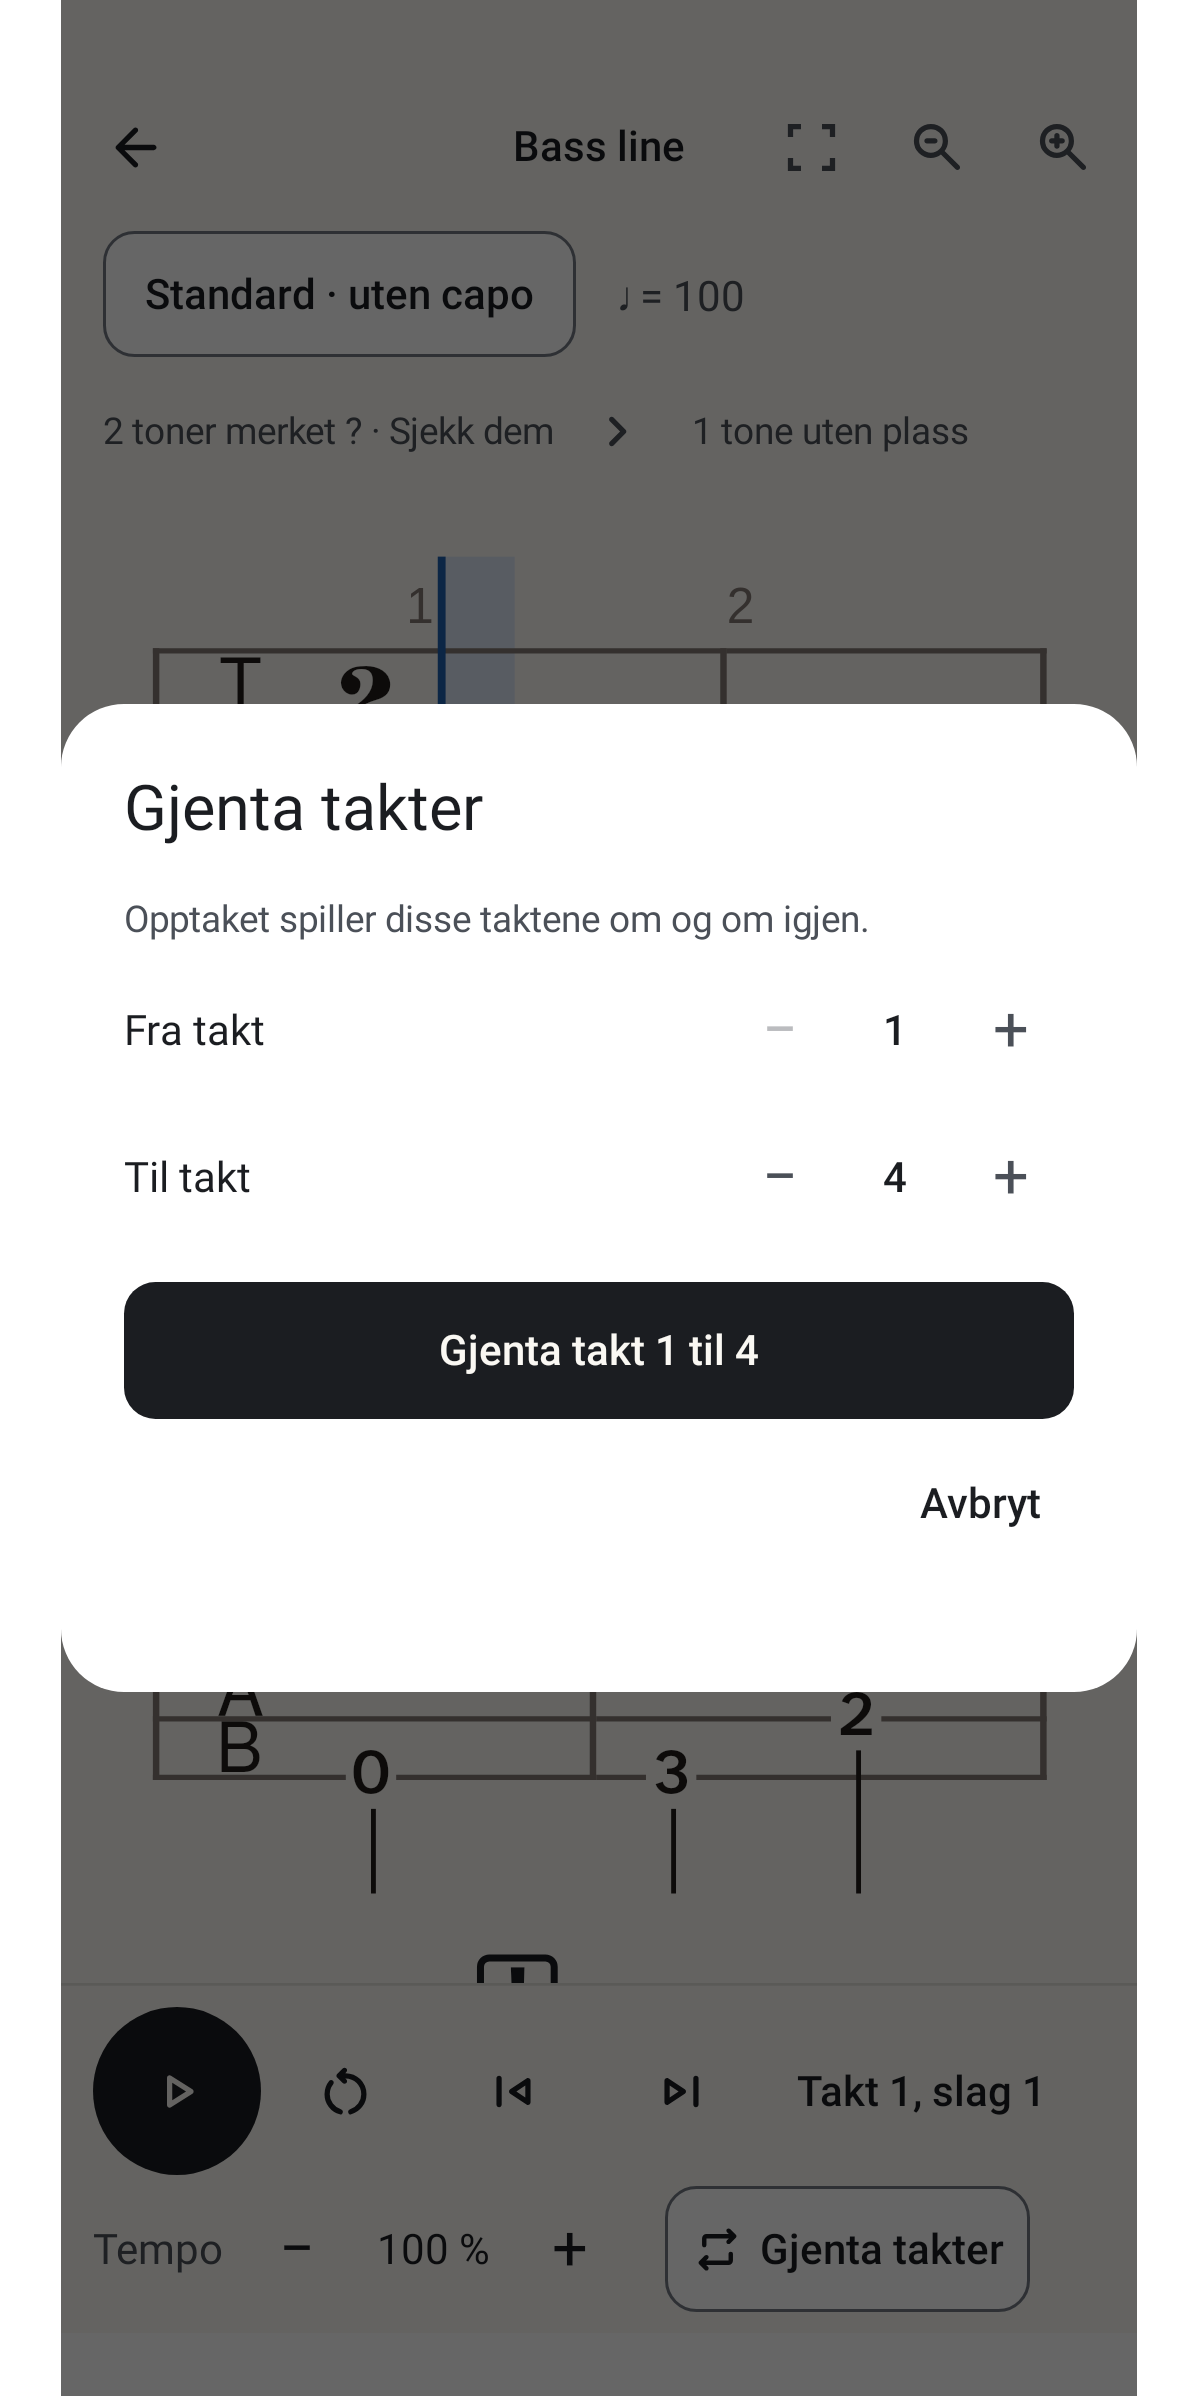 Bass line
Standard · uten capo
♩ = 100
2 toner merket ? · Sjekk dem
1 tone uten plass
1 2
T ?
Gjenta takter
Opptaket spiller disse taktene om og om igjen.
Fra takt − 1 +
Til takt − 4 +
Gjenta takt 1 til 4
Avbryt
A
B
2
0 3
Takt 1, slag 1
Tempo − 100 % +
Gjenta takter